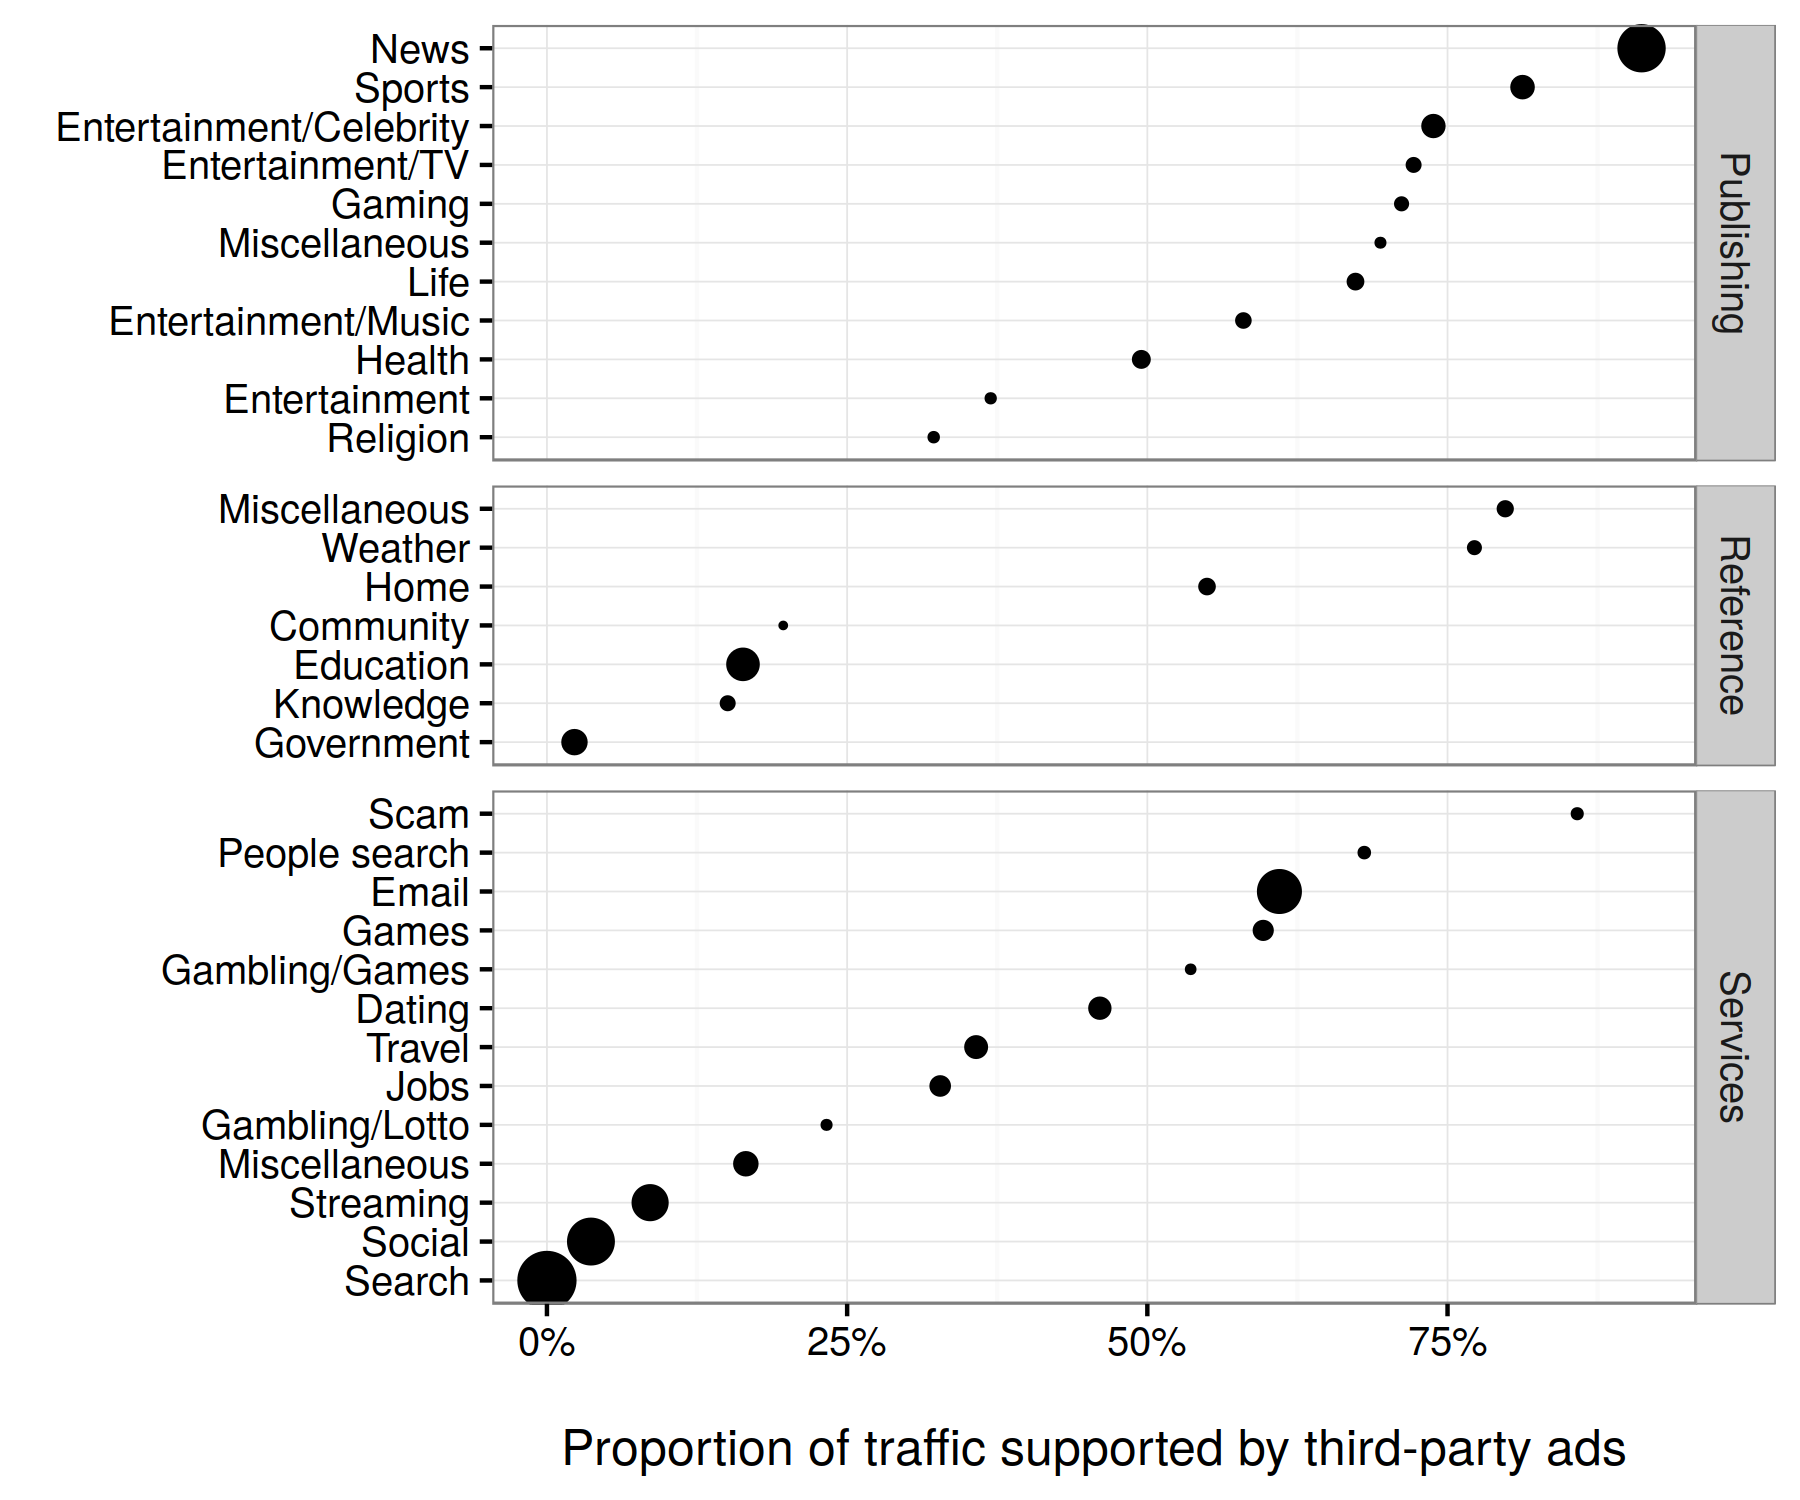 News
Sports
Entertainment/Celebrity
Entertainment/TV
Gaming
Miscellaneous
Life
Entertainment/Music
Health
Entertainment
Religion
Publishing
Miscellaneous
Weather
Home
Community
Education
Knowledge
Government
Reference
Scam
People search
Email
Games
Gambling/Games
Dating
Travel
Jobs
Gambling/Lotto
Miscellaneous
Streaming
Social
Search
Services
0% 25% 50% 75%
Proportion of traffic supported by third-party ads